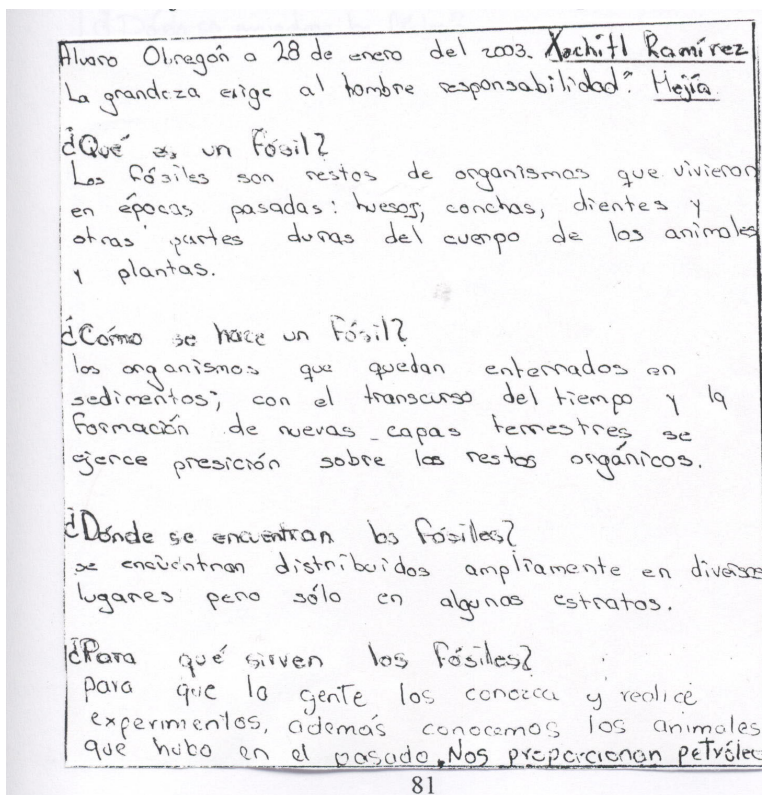 Alvaro Obregón a 28 de enero del 2003. Xochitl Ramírez
La grandeza exige al hombre responsabilidad". Mejía
¿Qué es un Fósil?
Los fósiles son restos de organismos que vivieron
en épocas pasadas: huesos, conchas, dientes y
otras partes duras del cuerpo de los animales
y plantas.
¿Cómo se hace un Fósil?
los organismos que quedan enterrados en
sedimentos; con el transcurso del tiempo y la
formación de nuevas capas terrestres se
ejerce presición sobre los restos orgánicos.
¿Dónde se encuentran los Fósiles?
se encuentran distribuidos ampliamente en diversos
lugares pero sólo en algunos estratos.
¿Para qué sirven los Fósiles?
para que la gente los conozca y realicé
experimentos, además conocemos los animales
que hubo en el pasado. Nos proporcionan petróleo
81